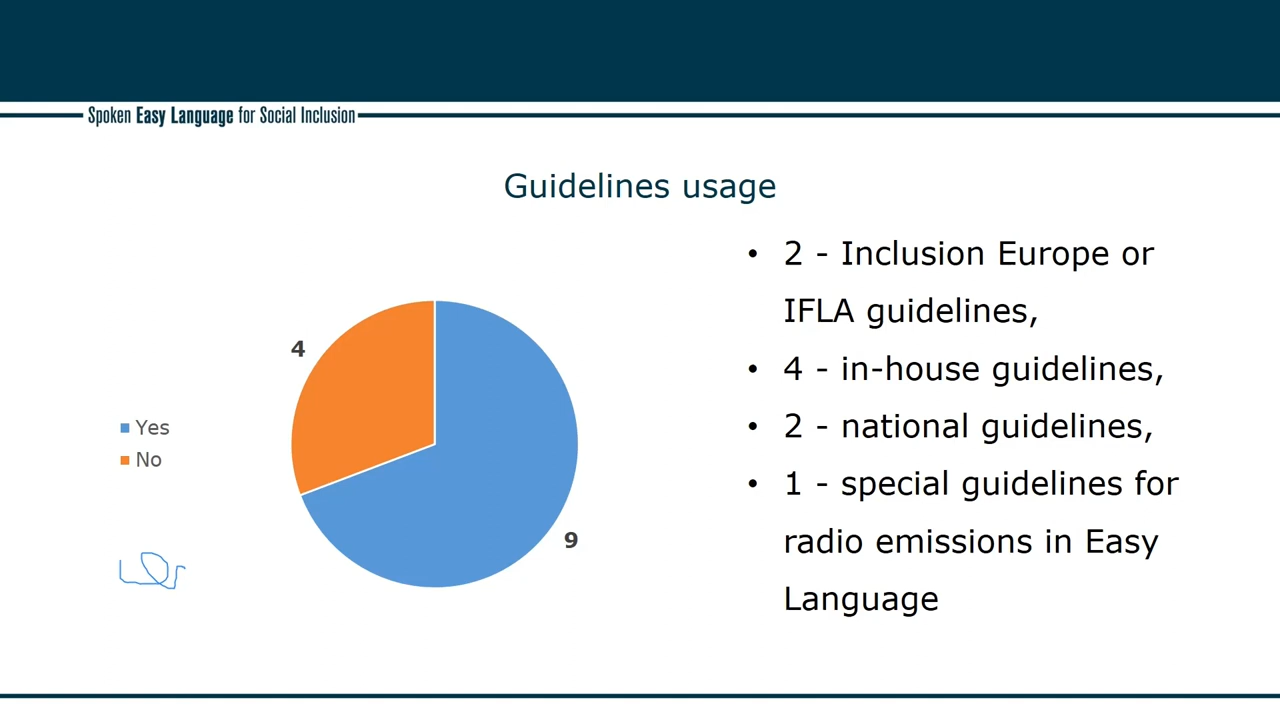 Spoken Easy Language for Social Inclusion
Guidelines usage
• 2 - Inclusion Europe or
IFLA guidelines,
• 4 - in-house guidelines,
• 2 - national guidelines,
• 1 - special guidelines for
radio emissions in Easy
Language
4
Yes
No
9